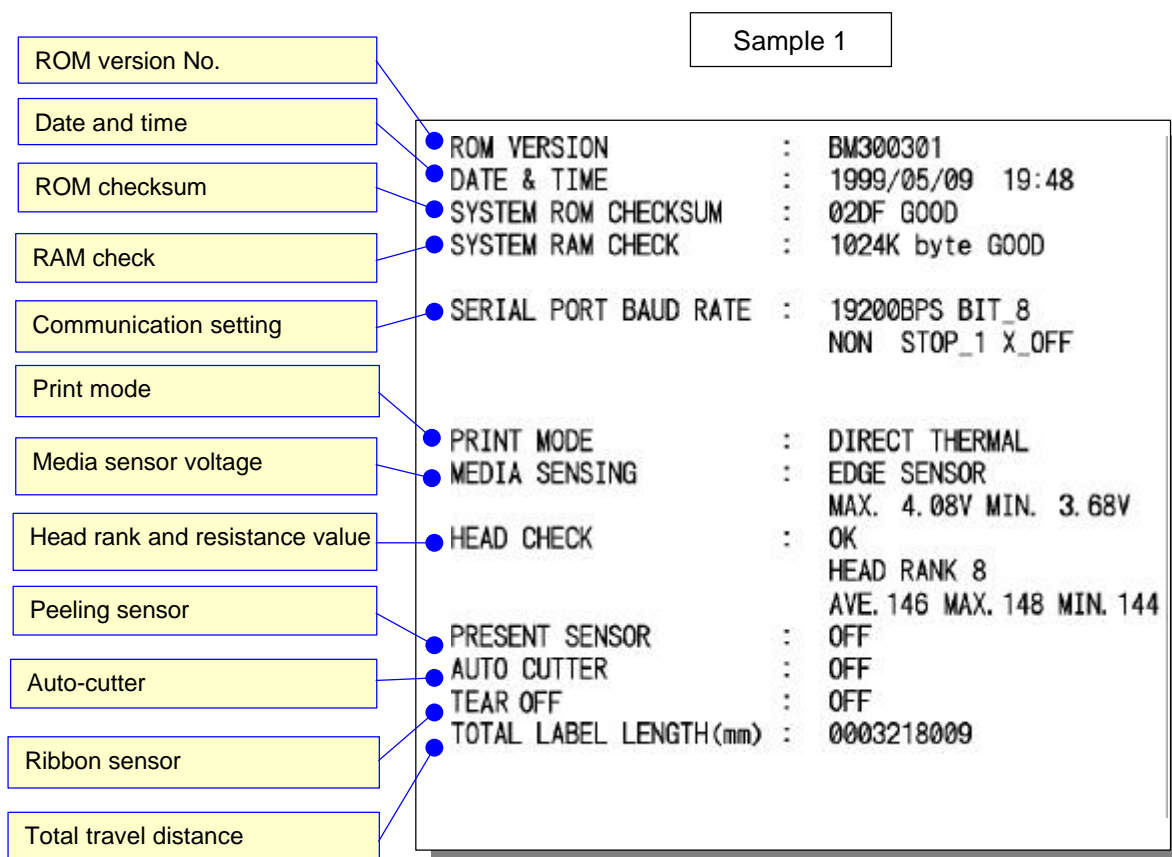 Sample 1
ROM version No.
Date and time
ROM checksum
RAM check
Communication setting
Print mode
Media sensor voltage
Head rank and resistance value
Peeling sensor
Auto-cutter
Ribbon sensor
Total travel distance
ROM VERSION : BM300301
DATE & TIME : 1999/05/09 19:48
SYSTEM ROM CHECKSUM : 02DF GOOD
SYSTEM RAM CHECK : 1024K byte GOOD
SERIAL PORT BAUD RATE : 19200BPS BIT_8
NON STOP_1 X_OFF
PRINT MODE : DIRECT THERMAL
MEDIA SENSING : EDGE SENSOR
MAX. 4.08V MIN. 3.68V
HEAD CHECK : OK
HEAD RANK 8
AVE.146 MAX.148 MIN.144
PRESENT SENSOR : OFF
AUTO CUTTER : OFF
TEAR OFF : OFF
TOTAL LABEL LENGTH(mm) : 0003218009